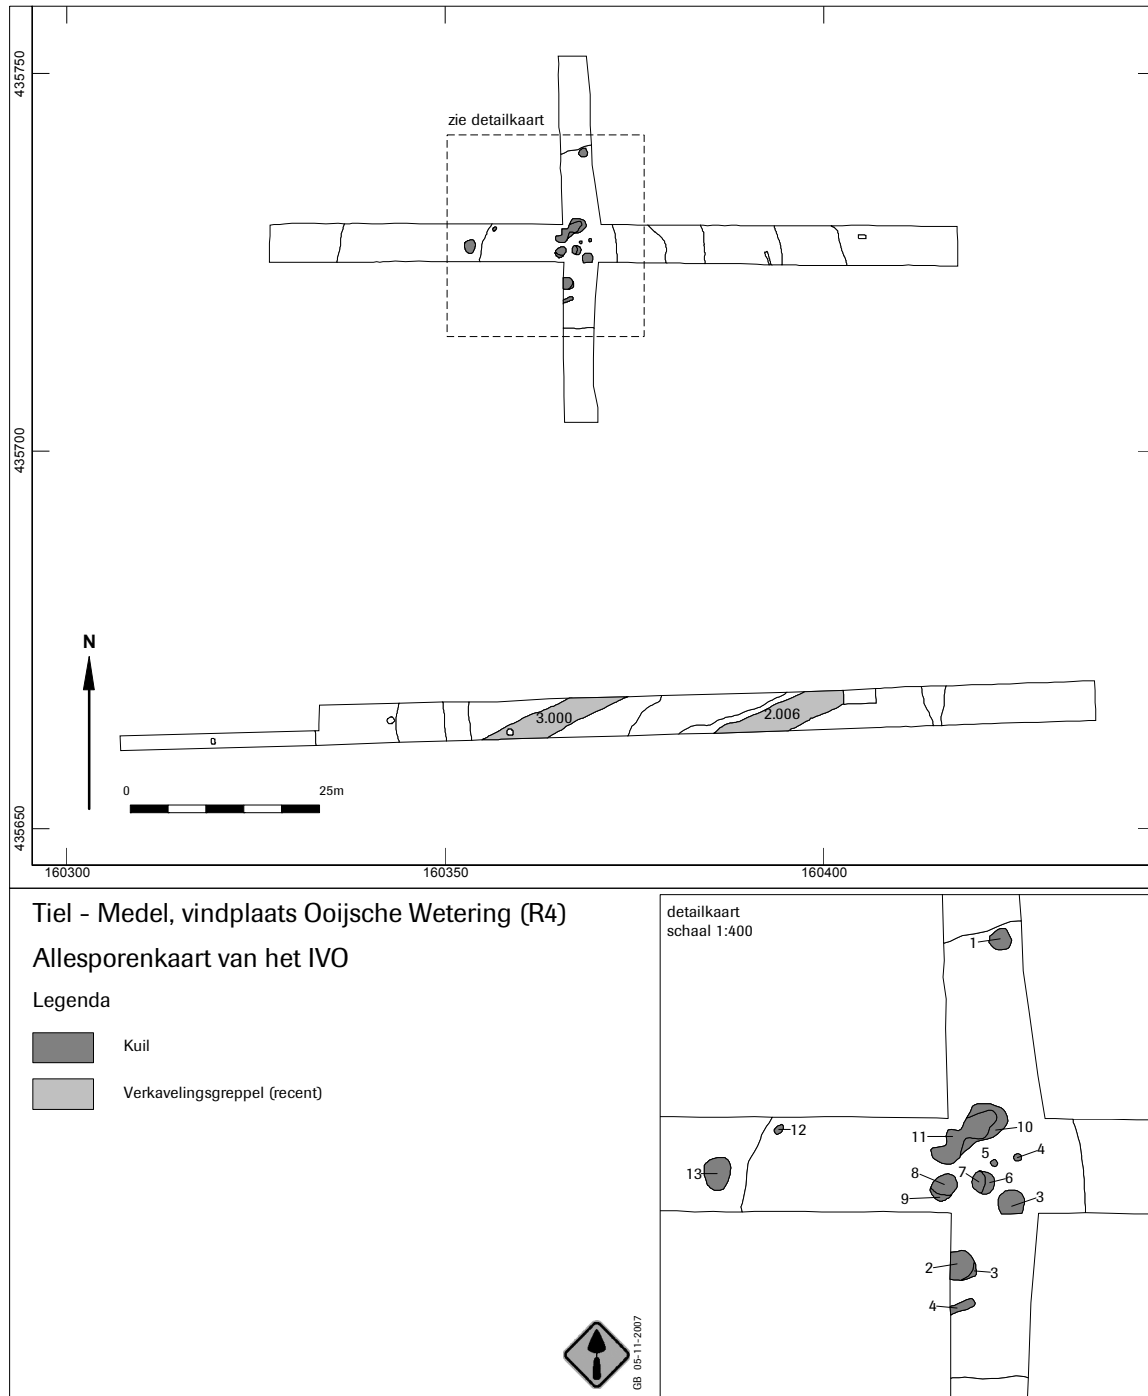 435750
zie detailkaart
435700
N
3.000
2.006
0
25m
435650
160300
160350
160400
Tiel - Medel, vindplaats Ooijsche Wetering (R4)
Allesporenkaart van het IVO
Legenda
Kuil
Verkavelingsgreppel (recent)
GB 05-11-2007
detailkaart
schaal 1:400
1
12
11
10
5
4
13
8
7
6
9
3
2
3
4